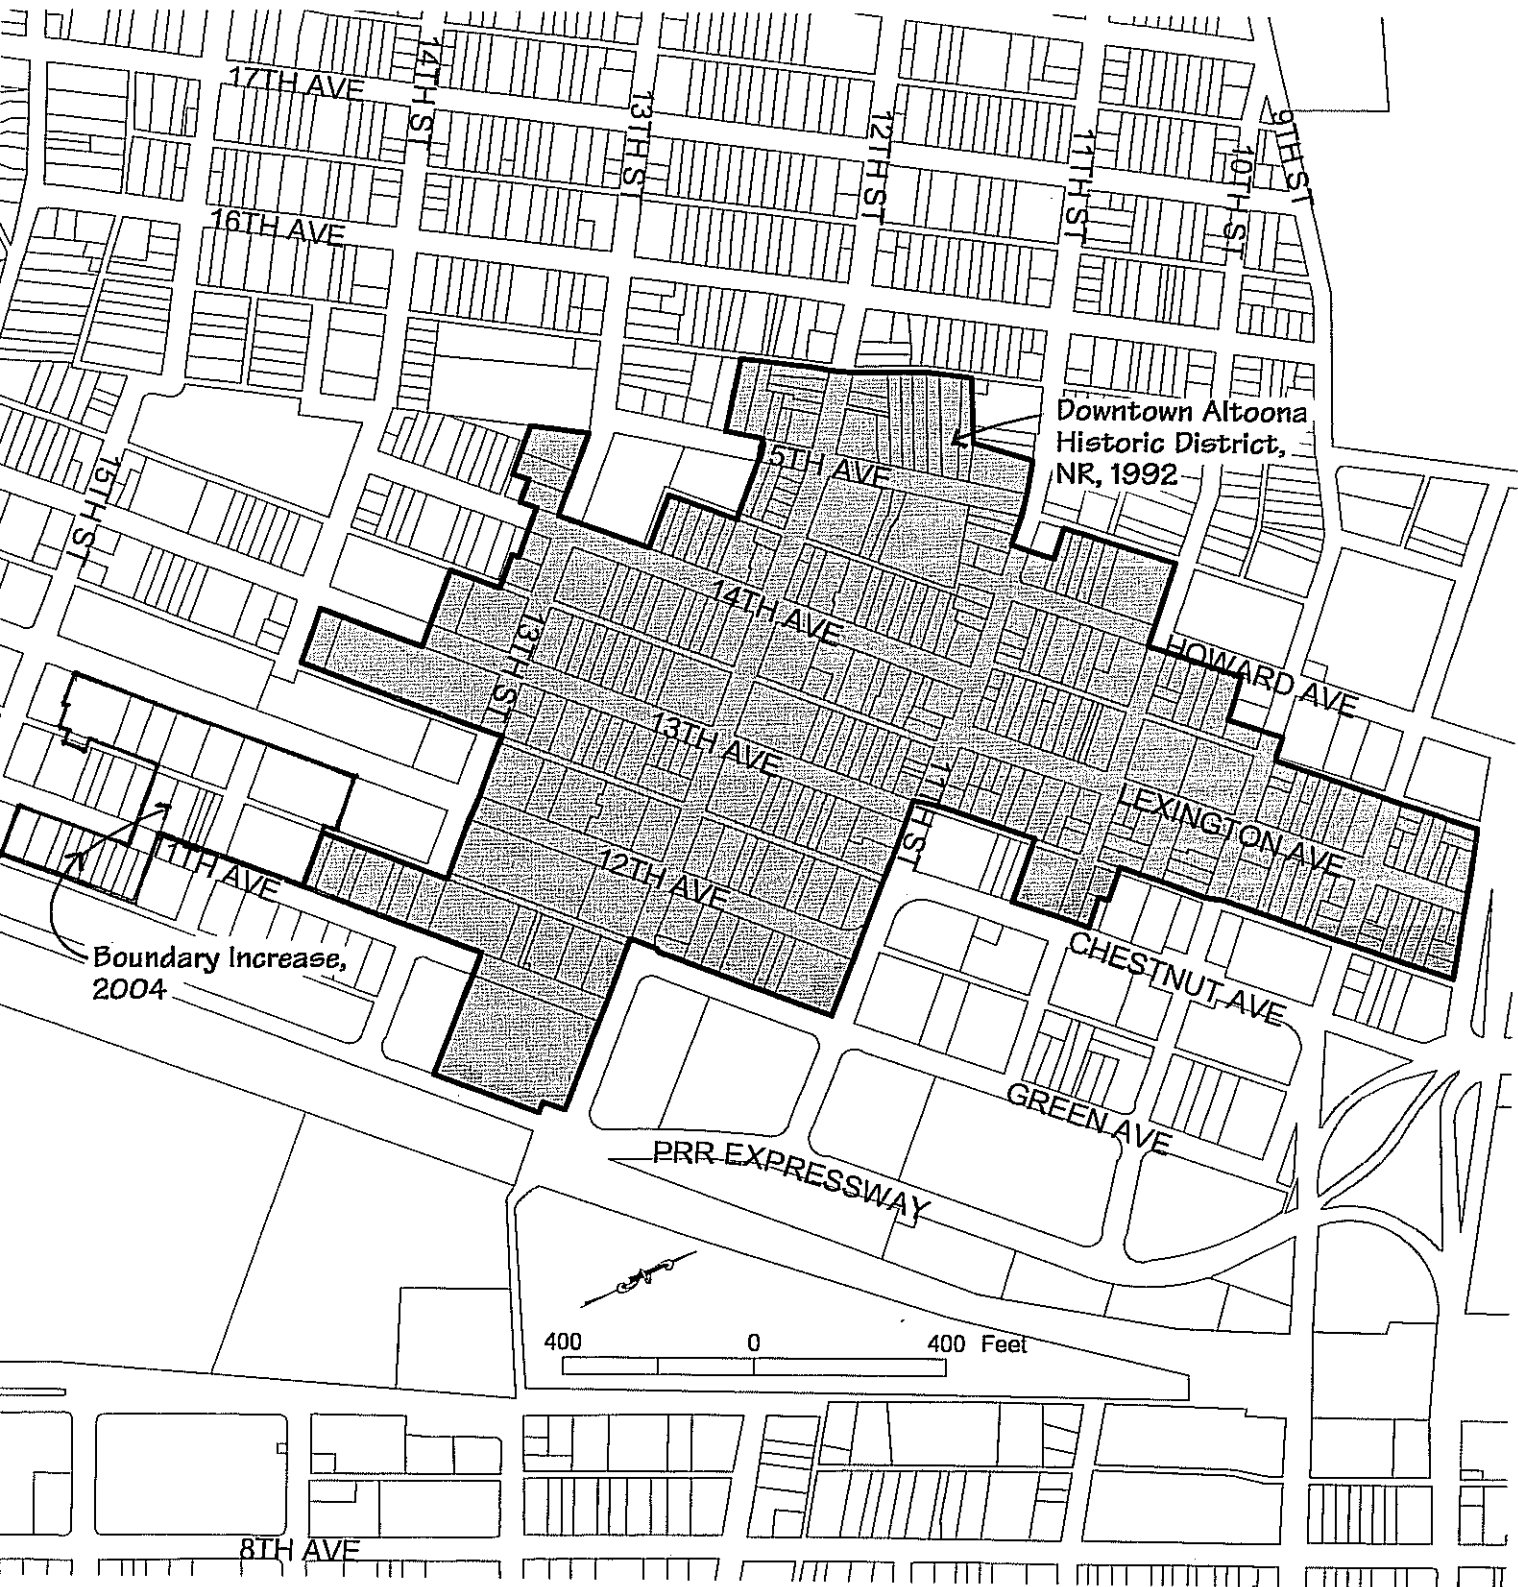 17TH AVE
14TH ST
13TH ST
12TH ST
11TH ST
10TH ST
9TH ST
16TH AVE
Downtown Altoona
Historic District,
NR, 1992
15TH ST
5TH AVE
14TH AVE
13TH ST
HOWARD AVE
13TH AVE
LEXINGTON AVE
11TH ST
12TH AVE
11TH AVE
Boundary Increase,
2004
CHESTNUT AVE
GREEN AVE
PRR EXPRESSWAY
N
400 0 400 Feet
8TH AVE